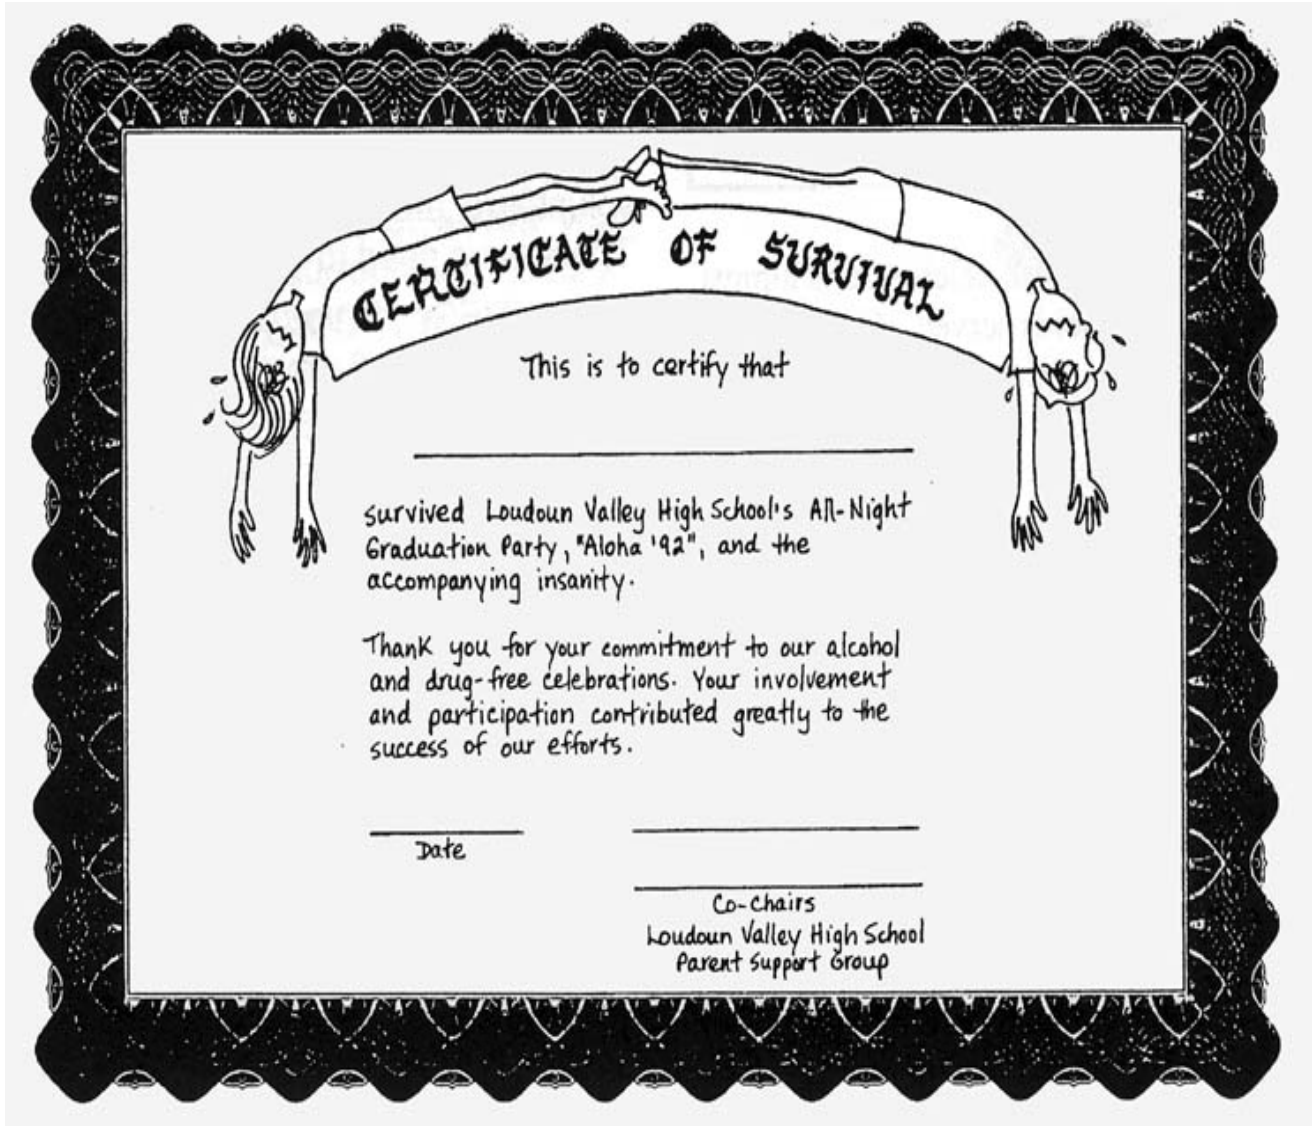 CERTIFICATE OF SURVIVAL
This is to certify that
survived Loudoun Valley High School's All-Night
Graduation Party, "Aloha '92", and the
accompanying insanity.
Thank you for your commitment to our alcohol
and drug-free celebrations. Your involvement
and participation contributed greatly to the
success of our efforts.
Date
Co-Chairs
Loudoun Valley High School
Parent Support Group